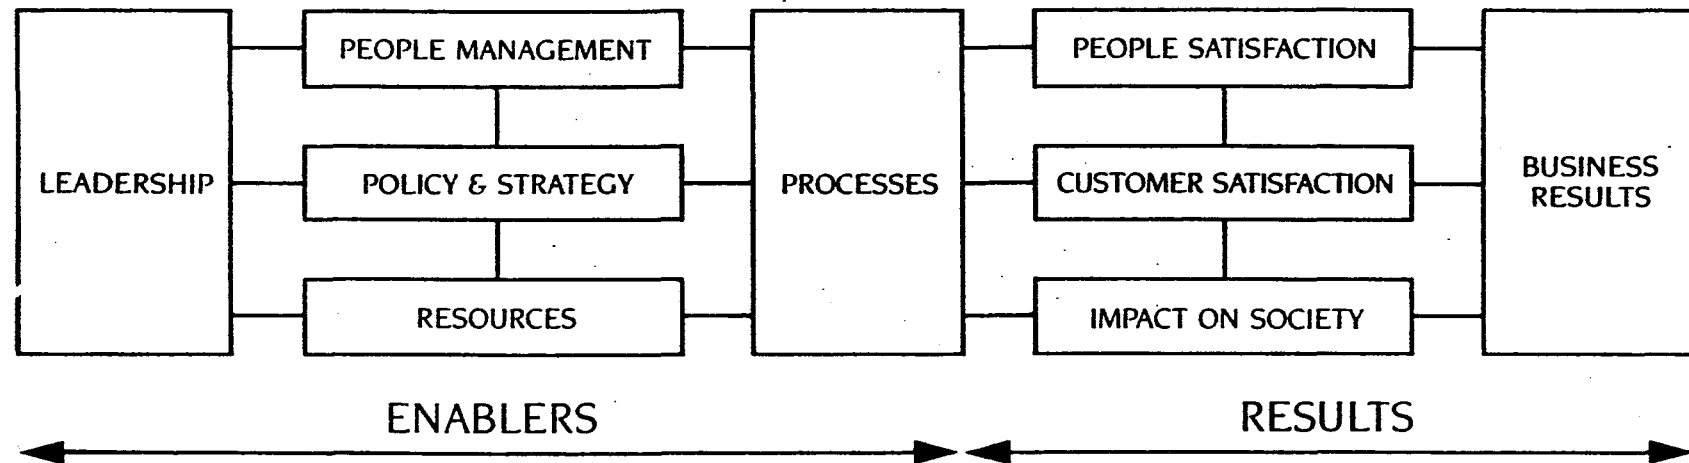 PEOPLE MANAGEMENT
PEOPLE SATISFACTION
LEADERSHIP
POLICY & STRATEGY
PROCESSES
CUSTOMER SATISFACTION
BUSINESS
RESULTS
RESOURCES
IMPACT ON SOCIETY
ENABLERS
RESULTS